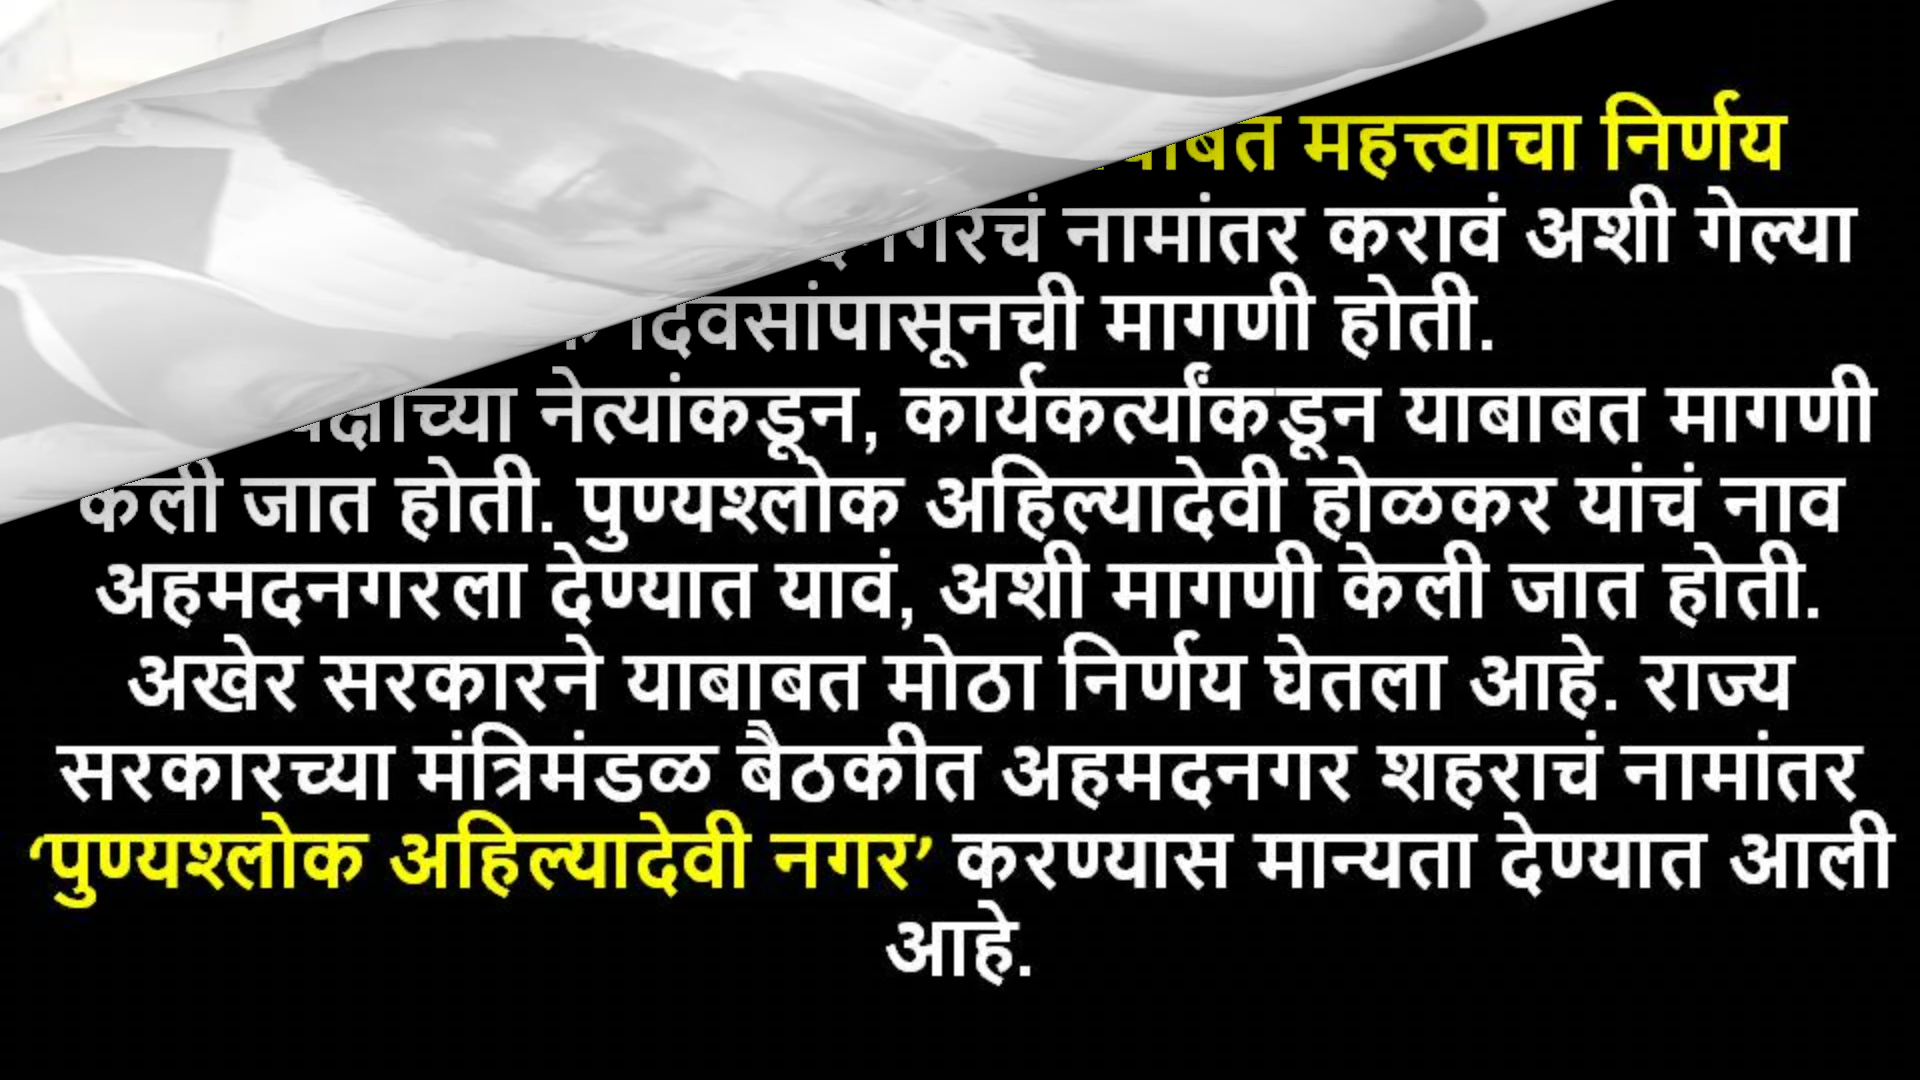 महत्त्वाचा निर्णय
नामांतर करावं अशी गेल्या
दिवसांपासूनची मागणी होती.
नेत्यांकडून, कार्यकर्त्यांकडून याबाबत मागणी
केली जात होती. पुण्यश्लोक अहिल्यादेवी होळकर यांचं नाव
अहमदनगरला देण्यात यावं, अशी मागणी केली जात होती.
अखेर सरकारने याबाबत मोठा निर्णय घेतला आहे. राज्य
सरकारच्या मंत्रिमंडळ बैठकीत अहमदनगर शहराचं नामांतर
‘पुण्यश्लोक अहिल्यादेवी नगर’ करण्यास मान्यता देण्यात आली
आहे.